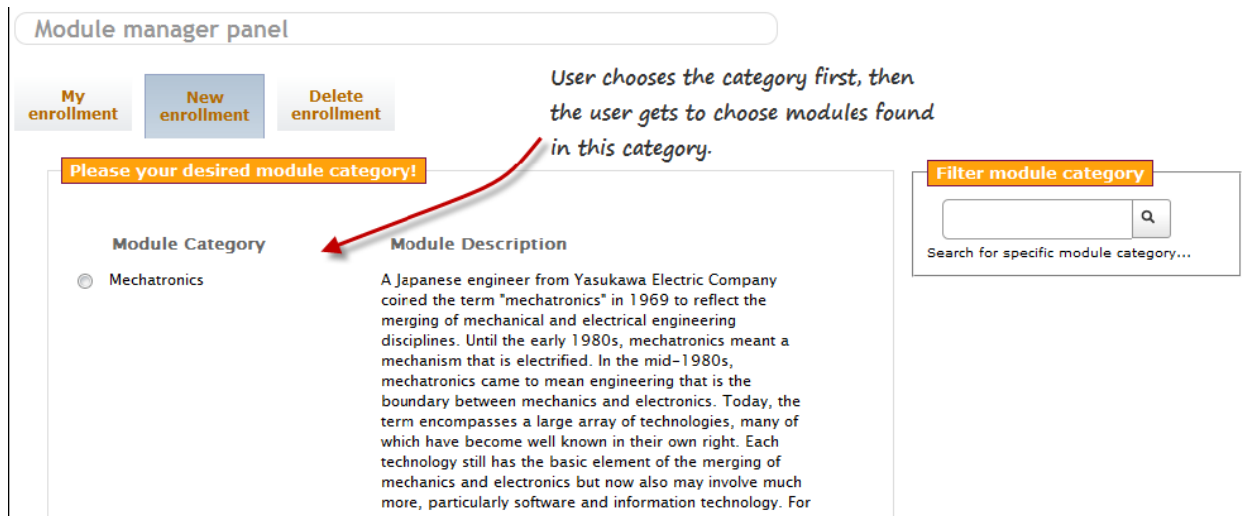 Module manager panel
User chooses the category first, then
the user gets to choose modules found
in this category.
My
enrollment
New
enrollment
Delete
enrollment
Please your desired module category!
Filter module category
Search for specific module category...
Module Category
Module Description
Mechatronics
A Japanese engineer from Yasukawa Electric Company
coired the term "mechatronics" in 1969 to reflect the
merging of mechanical and electrical engineering
disciplines. Until the early 1980s, mechatronics meant a
mechanism that is electrified. In the mid-1980s,
mechatronics came to mean engineering that is the
boundary between mechanics and electronics. Today, the
term encompasses a large array of technologies, many of
which have become well known in their own right. Each
technology still has the basic element of the merging of
mechanics and electronics but now also may involve much
more, particularly software and information technology. For